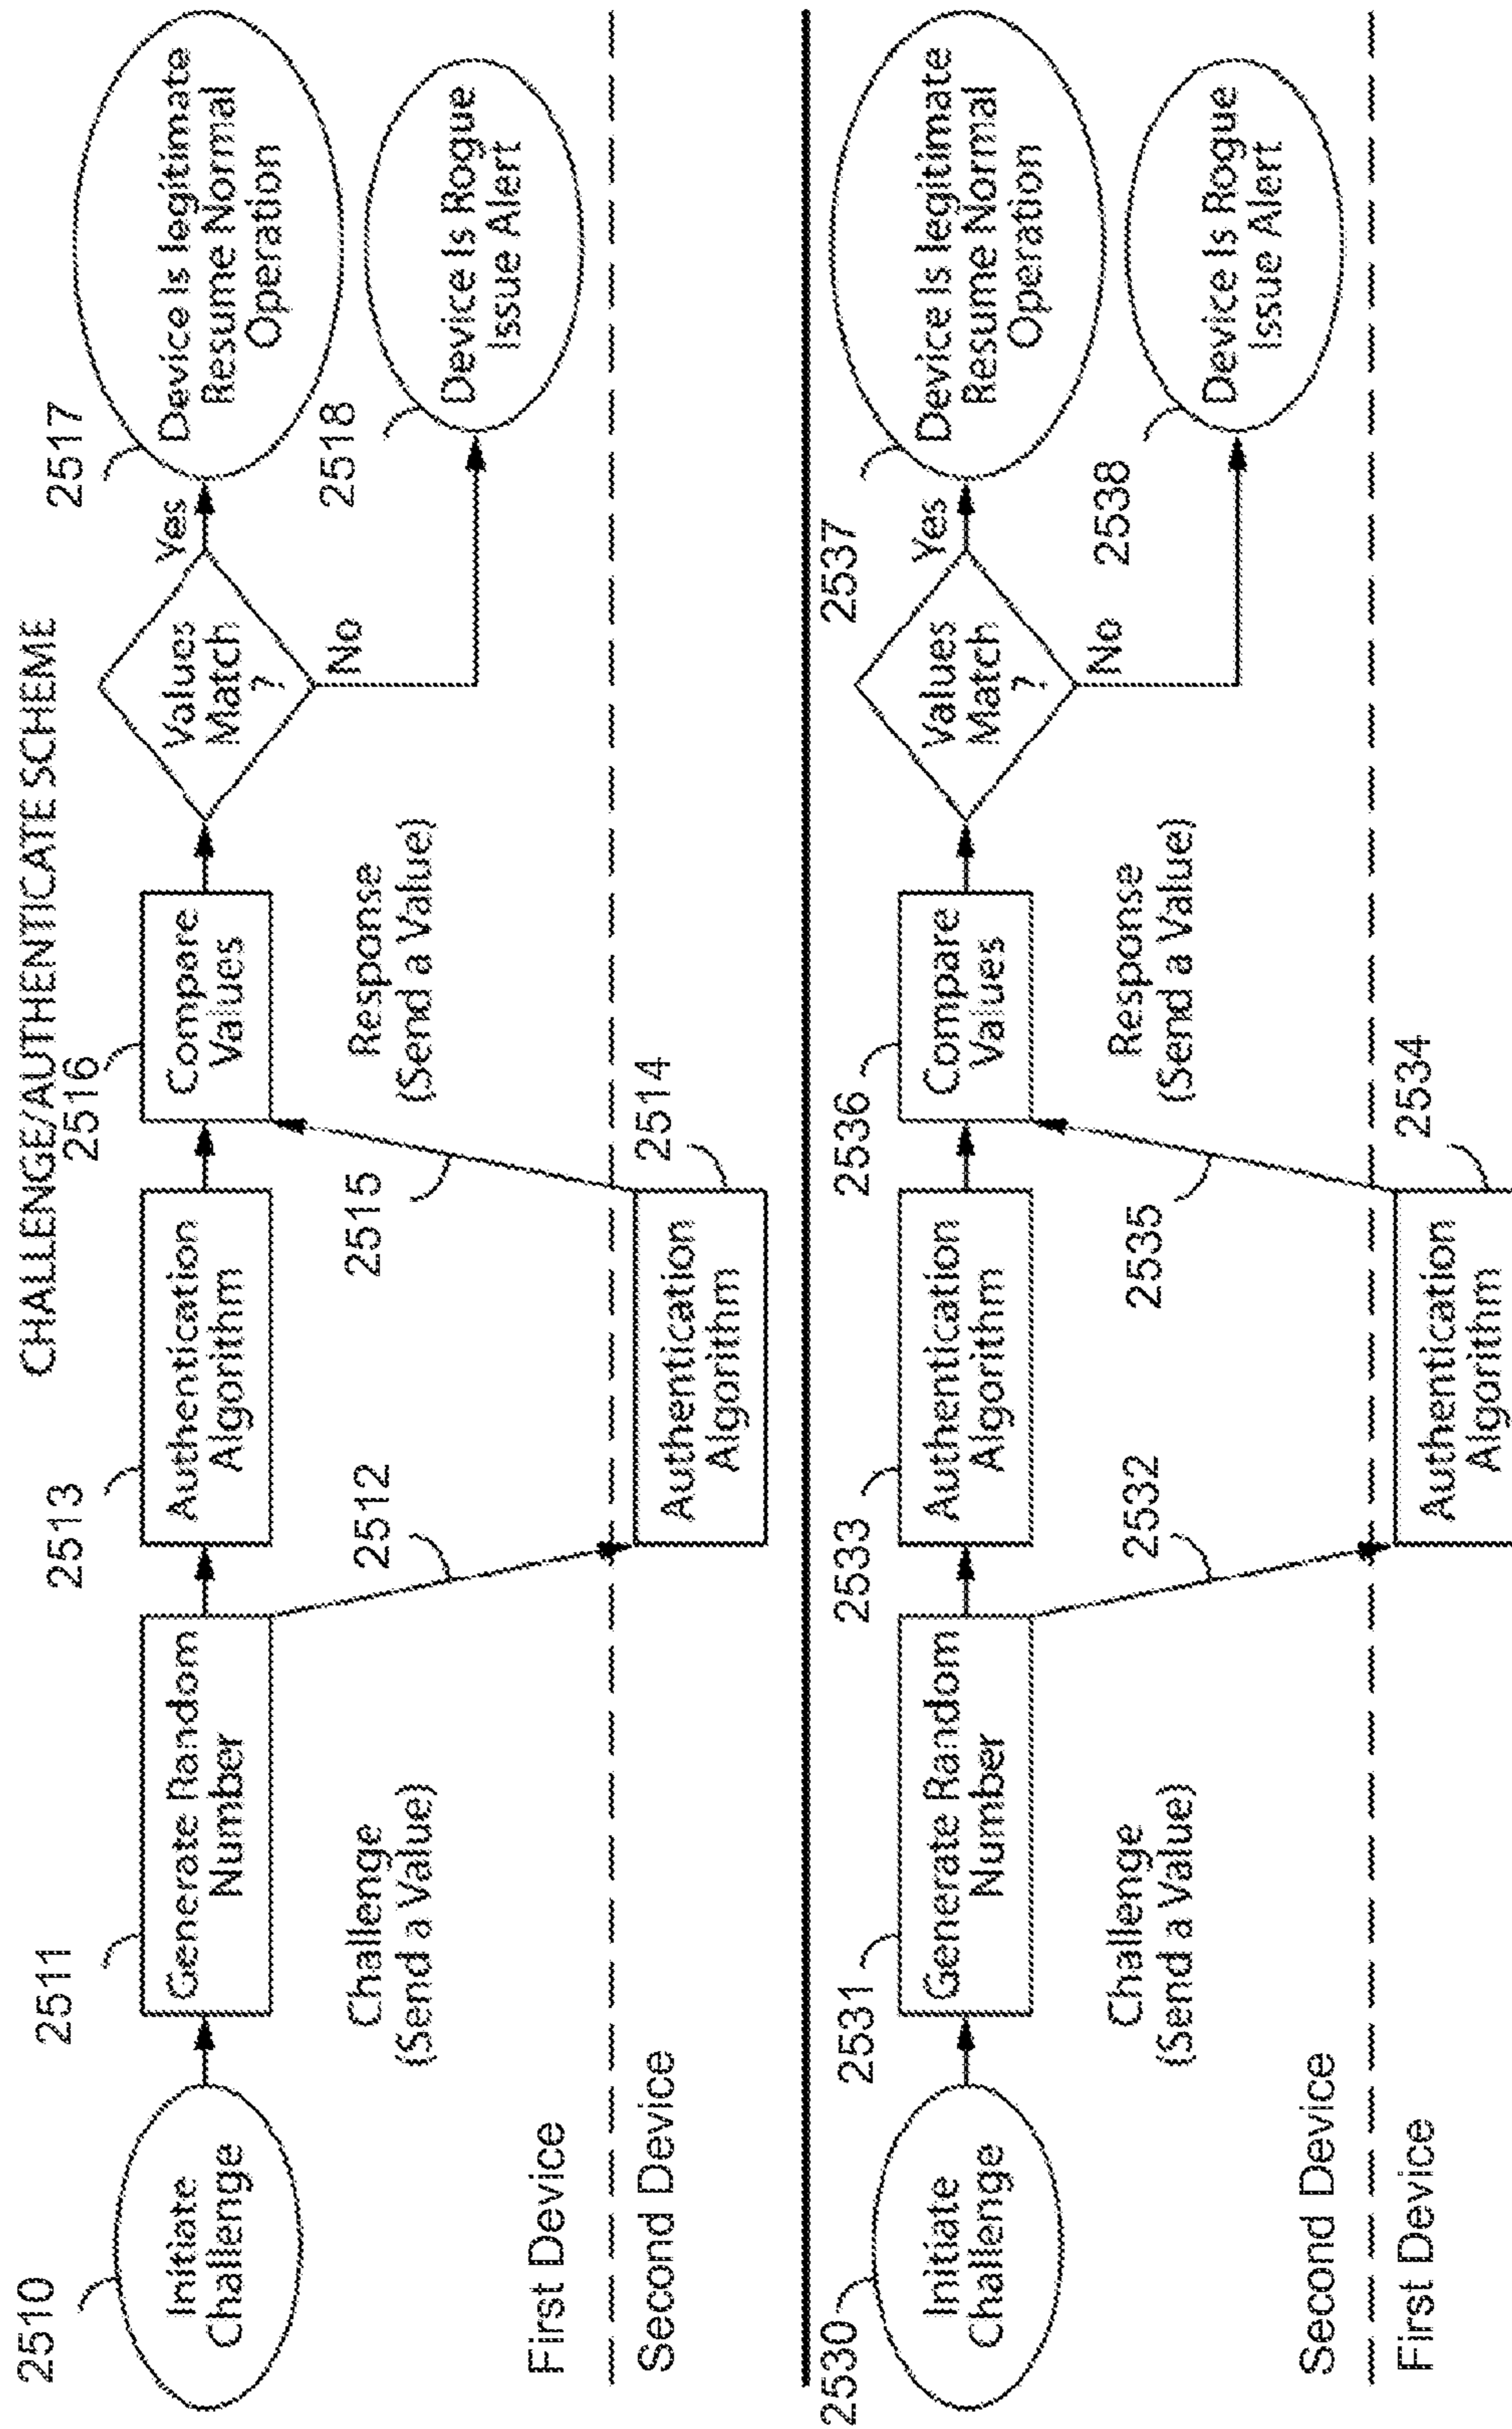 CHALLENGE/AUTHENTICATE SCHEME
2510
Initiate
Challenge
2511
Generate Random
Number
Challenge
(Send a Value)
2512
2513
Authentication
Algorithm
2514
Authentication
Algorithm
2515
Response
(Send a Value)
2516
Compare
Values
Values
Match
?
Yes
No
2517
Device Is legitimate
Resume Normal
Operation
2518
Device Is Rogue
Issue Alert
First Device
Second Device
2530
Initiate
Challenge
2531
Generate Random
Number
Challenge
(Send a Value)
2532
2533
Authentication
Algorithm
2534
Authentication
Algorithm
2535
Response
(Send a Value)
2536
Compare
Values
Values
Match
?
Yes
No
2537
Device Is legitimate
Resume Normal
Operation
2538
Device Is Rogue
Issue Alert
Second Device
First Device